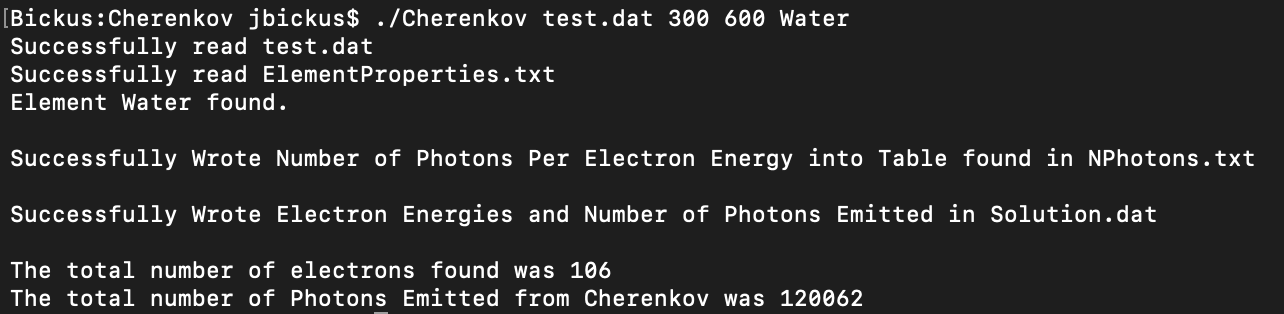 [Bickus:Cherenkov jbickus$ ./Cherenkov test.dat 300 600 Water
Successfully read test.dat
Successfully read ElementProperties.txt
Element Water found.
Successfully Wrote Number of Photons Per Electron Energy into Table found in NPhotons.txt
Successfully Wrote Electron Energies and Number of Photons Emitted in Solution.dat
The total number of electrons found was 106
The total number of Photons Emitted from Cherenkov was 120062